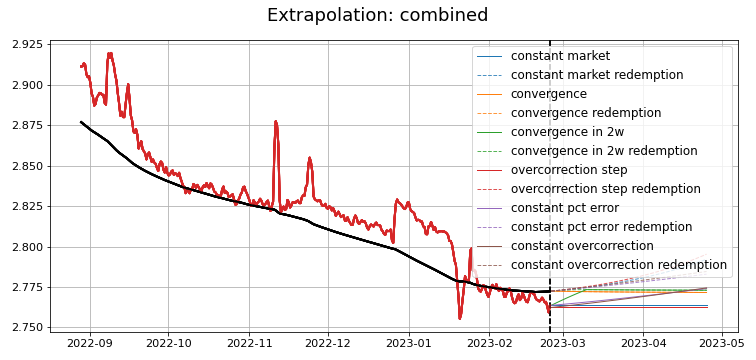 Extrapolation: combined
2.925
2.900
2.875
2.850
2.825
2.800
2.775
2.750
constant market
constant market redemption
convergence
convergence redemption
convergence in 2w
convergence in 2w redemption
overcorrection step
overcorrection step redemption
constant pct error
constant pct error redemption
constant overcorrection
constant overcorrection redemption
2022-09 2022-10 2022-11 2022-12 2023-01 2023-02 2023-03 2023-04 2023-05